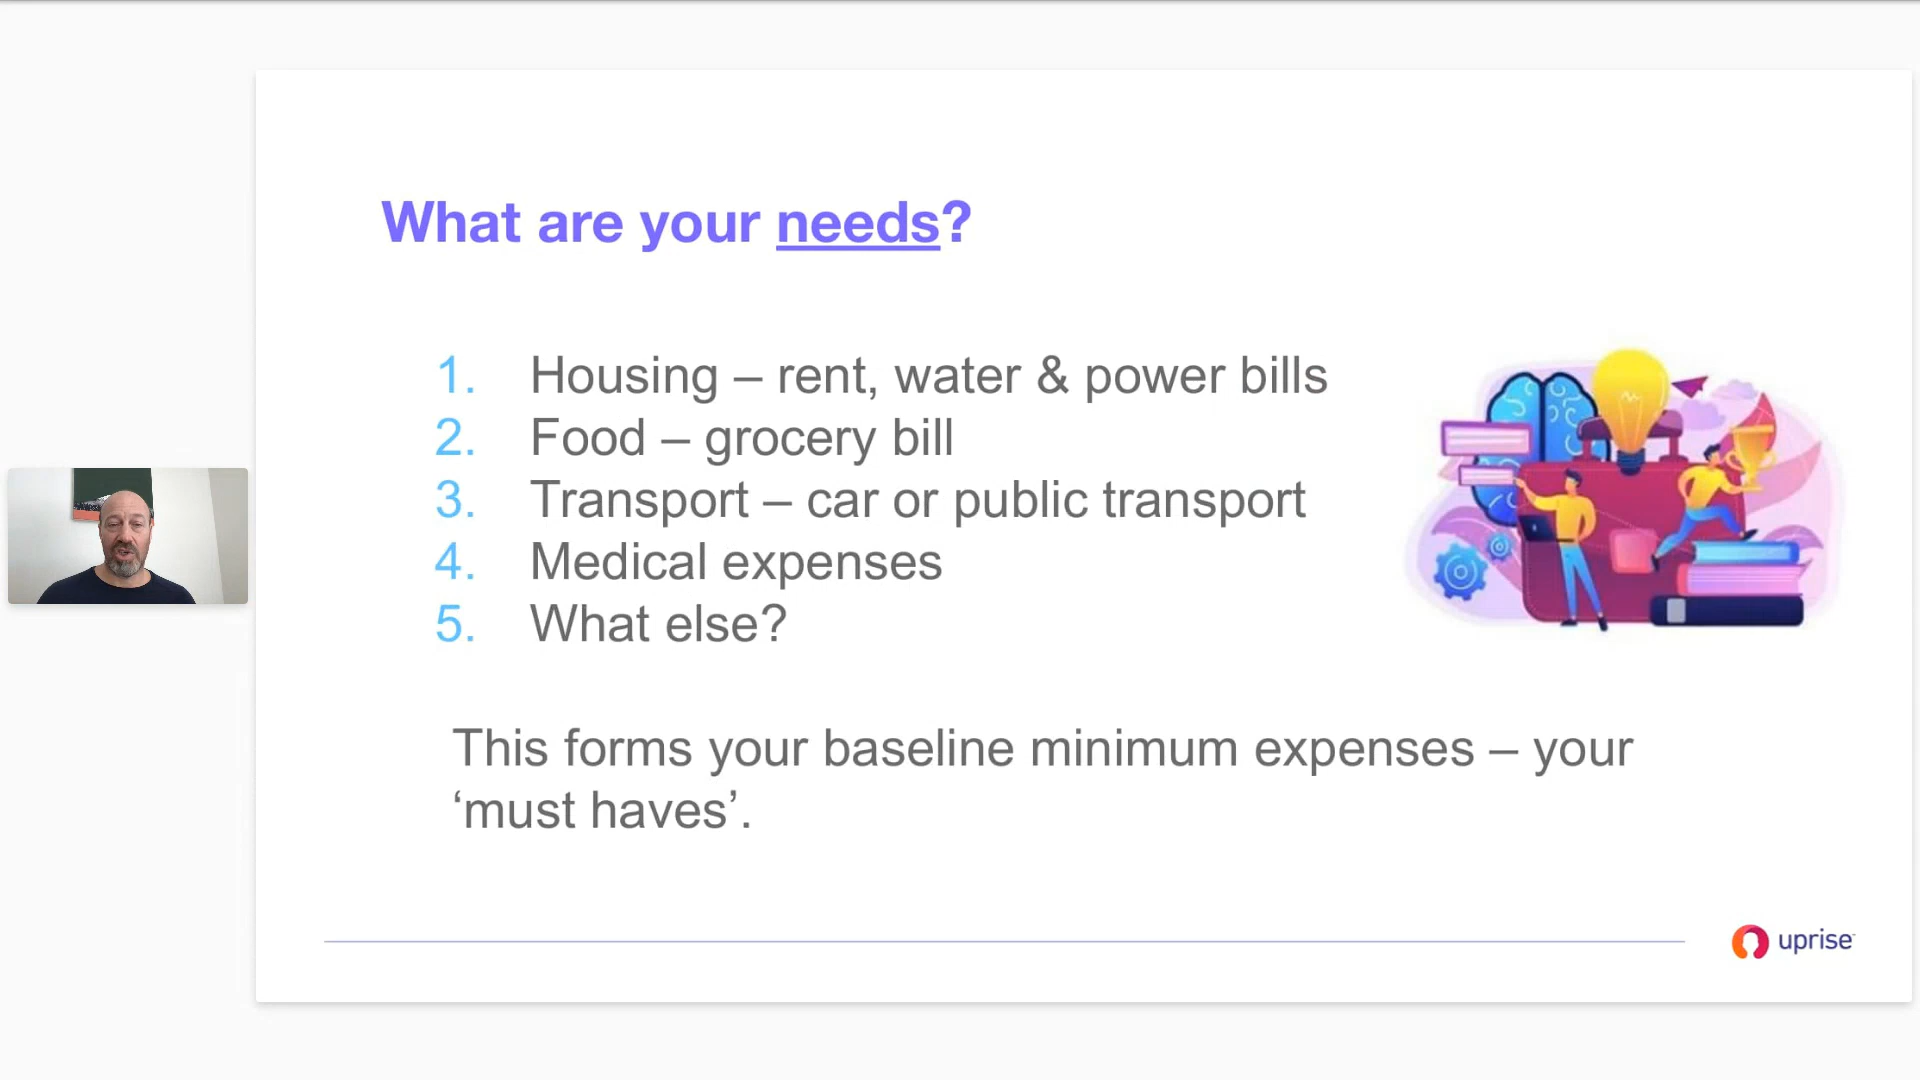 What are your needs?
1. Housing – rent, water & power bills
2. Food – grocery bill
3. Transport – car or public transport
4. Medical expenses
5. What else?
This forms your baseline minimum expenses – your
‘must haves’.
uprise